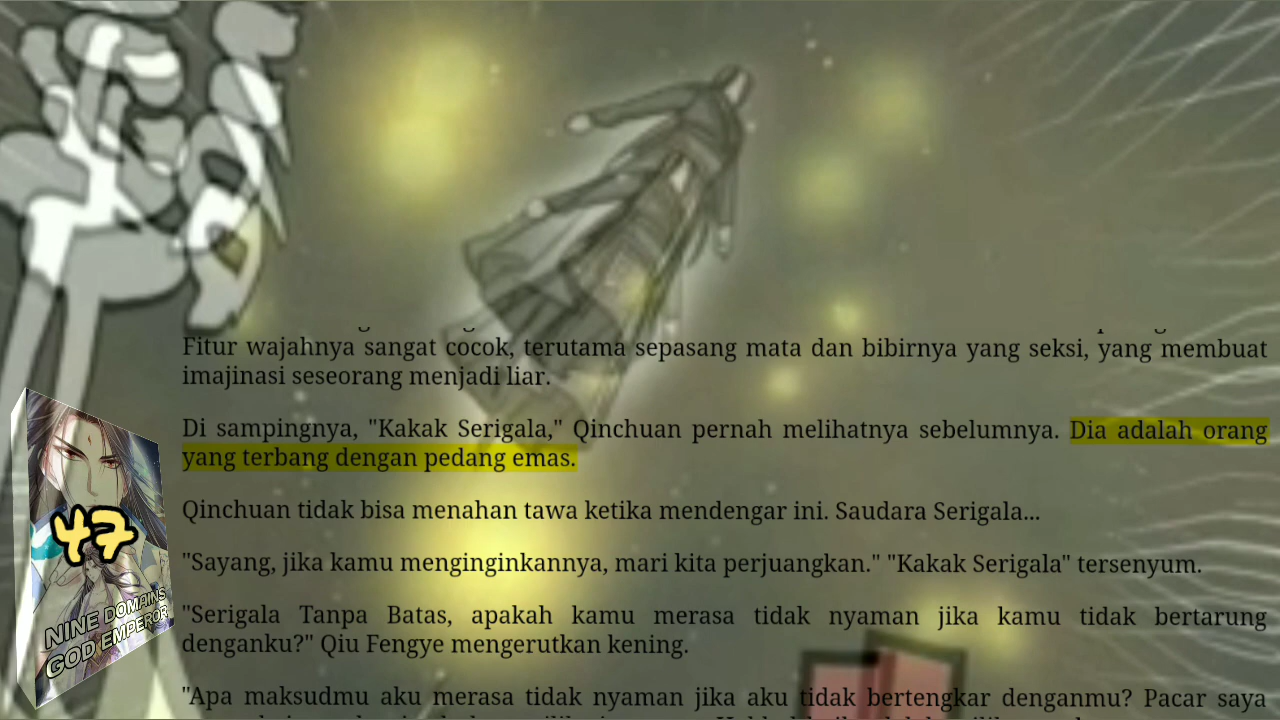 Fitur wajahnya sangat cocok, terutama sepasang mata dan bibirnya yang seksi, yang membuat
imajinasi seseorang menjadi liar.
Di sampingnya, "Kakak Serigala," Qinchuan pernah melihatnya sebelumnya. Dia adalah orang
yang terbang dengan pedang emas.
Qinchuan tidak bisa menahan tawa ketika mendengar ini. Saudara Serigala...
"Sayang, jika kamu menginginkannya, mari kita perjuangkan." "Kakak Serigala" tersenyum.
"Serigala Tanpa Batas, apakah kamu merasa tidak nyaman jika kamu tidak bertarung
denganku?" Qiu Fengye mengerutkan kening.
"Apa maksudmu aku merasa tidak nyaman jika aku tidak bertengkar denganmu? Pacar saya
47
NINE DOMAINS
GOD EMPEROR